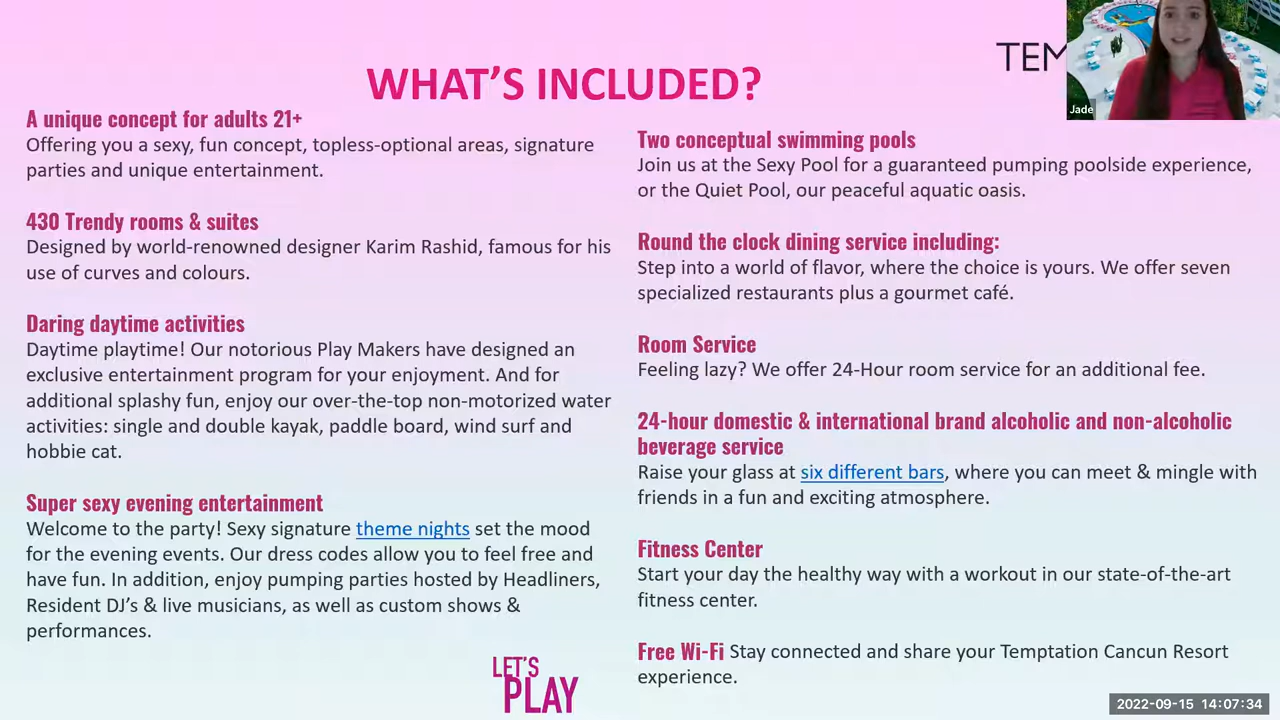 WHAT'S INCLUDED?
TEM
Jade
A unique concept for adults 21+
Offering you a sexy, fun concept, topless-optional areas, signature
parties and unique entertainment.
430 Trendy rooms & suites
Designed by world-renowned designer Karim Rashid, famous for his
use of curves and colours.
Daring daytime activities
Daytime playtime! Our notorious Play Makers have designed an
exclusive entertainment program for your enjoyment. And for
additional splashy fun, enjoy our over-the-top non-motorized water
activities: single and double kayak, paddle board, wind surf and
hobbie cat.
Super sexy evening entertainment
Welcome to the party! Sexy signature theme nights set the mood
for the evening events. Our dress codes allow you to feel free and
have fun. In addition, enjoy pumping parties hosted by Headliners,
Resident DJ's & live musicians, as well as custom shows &
performances.
Two conceptual swimming pools
Join us at the Sexy Pool for a guaranteed pumping poolside experience,
or the Quiet Pool, our peaceful aquatic oasis.
Round the clock dining service including:
Step into a world of flavor, where the choice is yours. We offer seven
specialized restaurants plus a gourmet café.
Room Service
Feeling lazy? We offer 24-Hour room service for an additional fee.
24-hour domestic & international brand alcoholic and non-alcoholic
beverage service
Raise your glass at six different bars, where you can meet & mingle with
friends in a fun and exciting atmosphere.
Fitness Center
Start your day the healthy way with a workout in our state-of-the-art
fitness center.
Free Wi-Fi Stay connected and share your Temptation Cancun Resort
experience.
LET'S
PLAY
2022-09-15 14:07:34